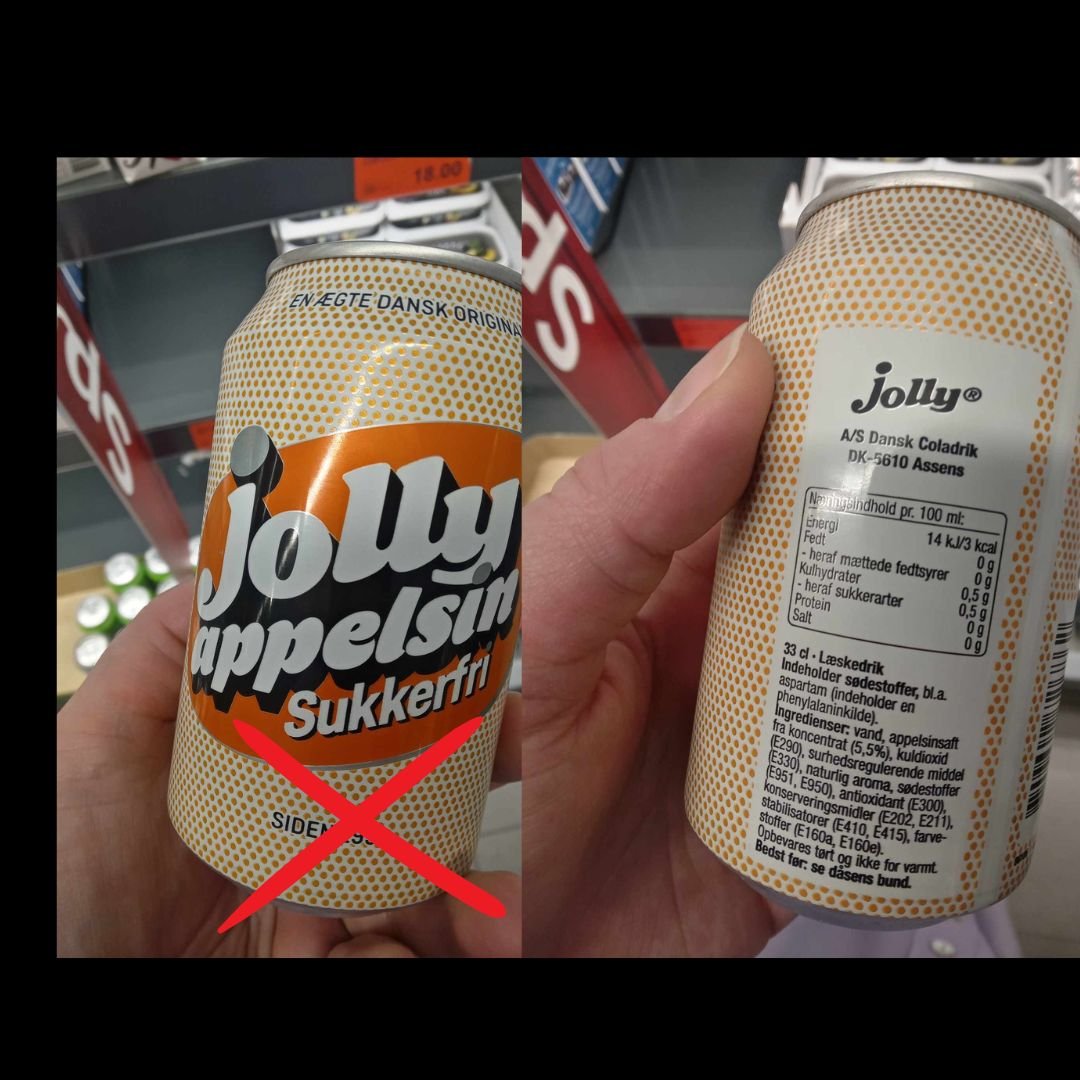 18.00
EN ÆGTE DANSK ORIGINA
jolly
appelsin
Sukkerfri
SIDEN
jolly®
A/S Dansk Coladrik
DK-5610 Assens
Næringsindhold pr. 100 ml:
Energi 14 kJ/3 kcal
Fedt 0 g
- heraf mættede fedtsyrer 0 g
Kulhydrater 0,5 g
- heraf sukkerarter 0,5 g
Protein 0 g
Salt 0 g
33 cl · Læskedrik
Indeholder sødestoffer, bl.a.
aspartam (indeholder en
phenylalaninkilde).
Ingredienser: vand, appelsinsaft
fra koncentrat (5,5%), kuldioxid
(E290), surhedsregulerende middel
(E330), naturlig aroma, sødestoffer
(E951, E950), antioxidant (E300),
konserveringsmidler (E202, E211),
stabilisatorer (E410, E415), farve-
stoffer (E160a, E160e).
Opbevares tørt og ikke for varmt.
Bedst før: se dåsens bund.